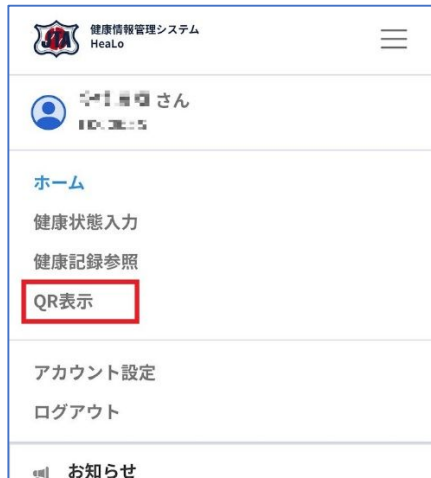 JTA
健康情報管理システム
HeaLo
さん
ホーム
健康状態入力
健康記録参照
QR表示
アカウント設定
ログアウト
お知らせ